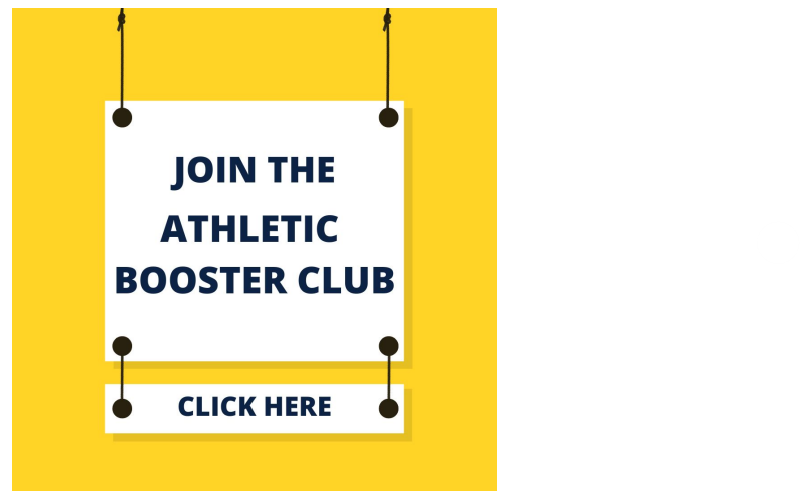 JOIN THE
ATHLETIC
BOOSTER CLUB
CLICK HERE